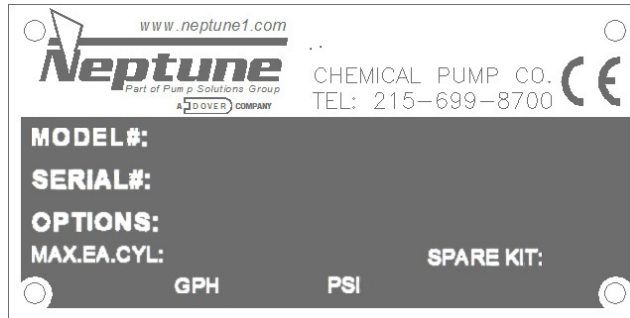 www.neptune1.com
Neptune
Part of Pump Solutions Group
A DOVER COMPANY
CHEMICAL PUMP CO.
TEL: 215-699-8700
CE
MODEL#:
SERIAL#:
OPTIONS:
MAX.EA.CYL:
SPARE KIT:
GPH PSI